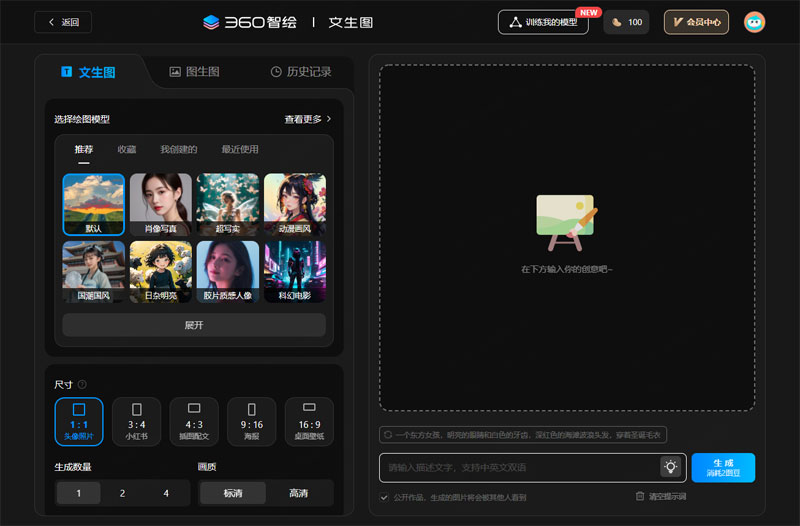 返回
360智绘 | 文生图
训练我的模型
NEW
100
会员中心
文生图
图生图
历史记录
选择绘图模型
查看更多
推荐
收藏
我创建的
最近使用
默认
肖像写真
超写实
动漫画风
国潮国风
日杂明亮
胶片质感人像
科幻电影
展开
尺寸
1:1
头像照片
3:4
小红书
4:3
插图配文
9:16
海报
16:9
桌面壁纸
生成数量
画质
1
2
4
标清
高清
在下方输入你的创意吧~
一个东方女孩，明亮的眼睛和白色的牙齿，深红色的海滩波浪头发，穿着圣诞毛衣
请输入描述文字，支持中英文双语
生成
消耗2图豆
公开作品，生成的图片将会被其他人看到
清空提示词